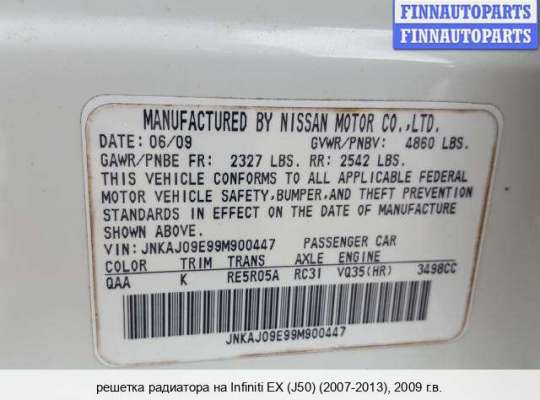 FINNAUTOPARTS
FINNAUTOPARTS
MANUFACTURED BY NISSAN MOTOR CO.,LTD.
DATE: 06/09 GVWR/PNBV: 4860 LBS.
GAWR/PNBE FR: 2327 LBS. RR: 2542 LBS.
THIS VEHICLE CONFORMS TO ALL APPLICABLE FEDERAL
MOTOR VEHICLE SAFETY, BUMPER, AND THEFT PREVENTION
STANDARDS IN EFFECT ON THE DATE OF MANUFACTURE
SHOWN ABOVE.
VIN: JNKAJ09E99M900447 PASSENGER CAR
COLOR TRIM TRANS AXLE ENGINE
QAA K RE5R05A RC31 VQ35(HR) 3498CC
JNKAJ09E99M900447
решетка радиатора на Infiniti EX (J50) (2007-2013), 2009 г.в.